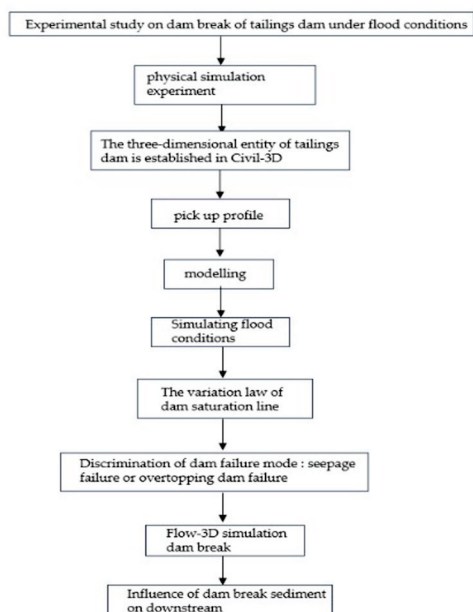 Experimental study on dam break of tailings dam under flood conditions
physical simulation
experiment
The three-dimensional entity of tailings
dam is established in Civil-3D
pick up profile
modelling
Simulating flood
conditions
The variation law of
dam saturation line
Discrimination of dam failure mode : seepage
failure or overtopping dam failure
Flow-3D simulation
dam break
Influence of dam break sediment
on downstream